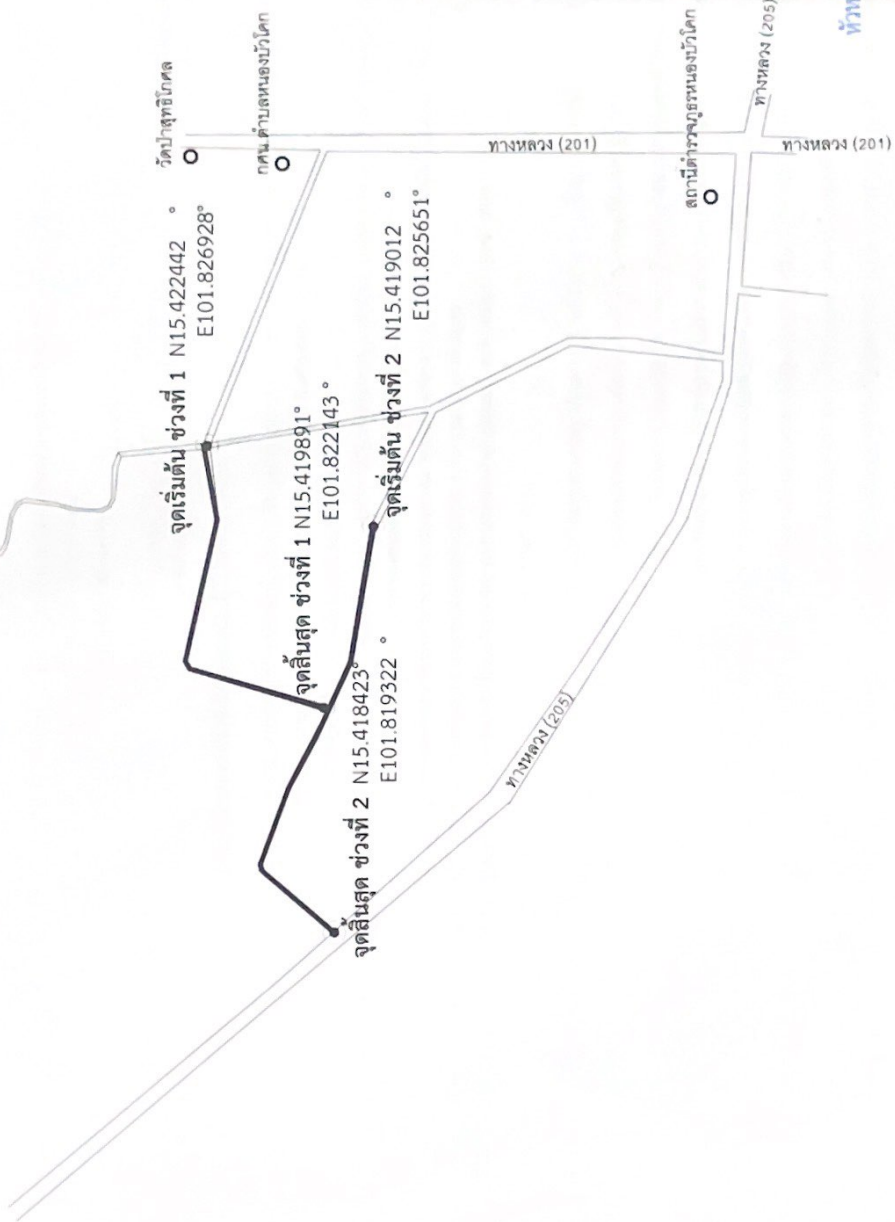 วัดป่าสุทธิโกศล
กศน.ตำบลหนองบัวโคก
จุดเริ่มต้น ช่วงที่ 1 N15.422442 °
E101.826928°
ทางหลวง (201)
จุดสิ้นสุด ช่วงที่ 1 N15.419891°
E101.822143 °
จุดเริ่มต้น ช่วงที่ 2 N15.419012 °
E101.825651°
จุดสิ้นสุด ช่วงที่ 2 N15.418423°
E101.819322 °
สถานีตำรวจภูธรหนองบัวโคก
ทางหลวง (205)
ทางหลวง (201)
ทางหลวง (205)